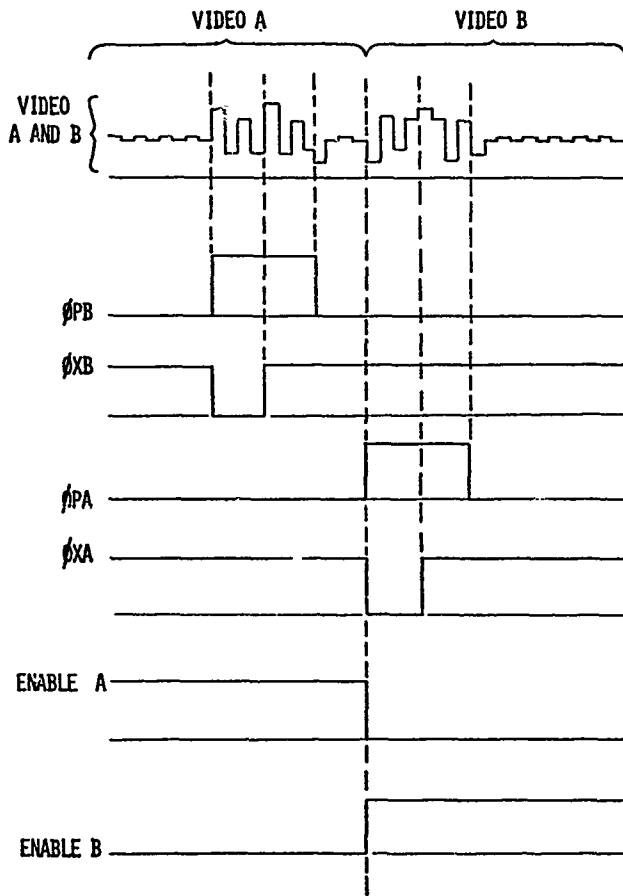 VIDEO A
VIDEO B
VIDEO
A AND B
ØPB
ØXB
ØPA
ØXA
ENABLE A
ENABLE B